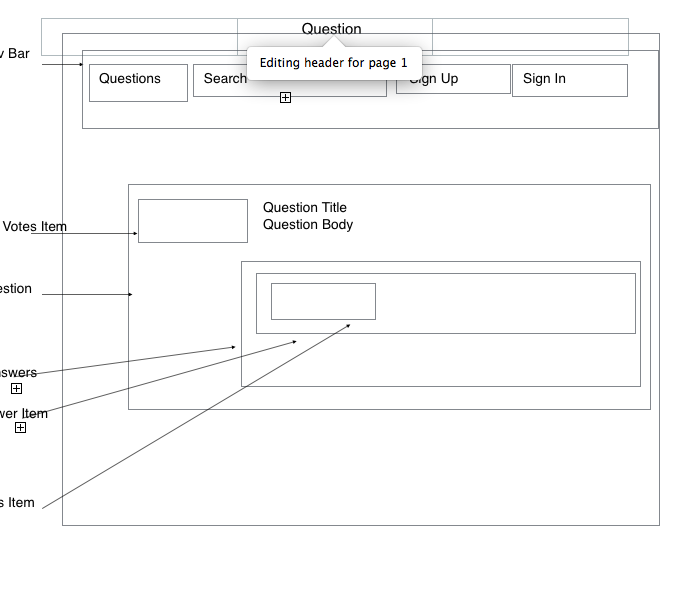 Question
v Bar
Editing header for page 1
Questions
Search
Sign Up
Sign In
Votes Item
Question Title
Question Body
estion
swers
wer Item
s Item